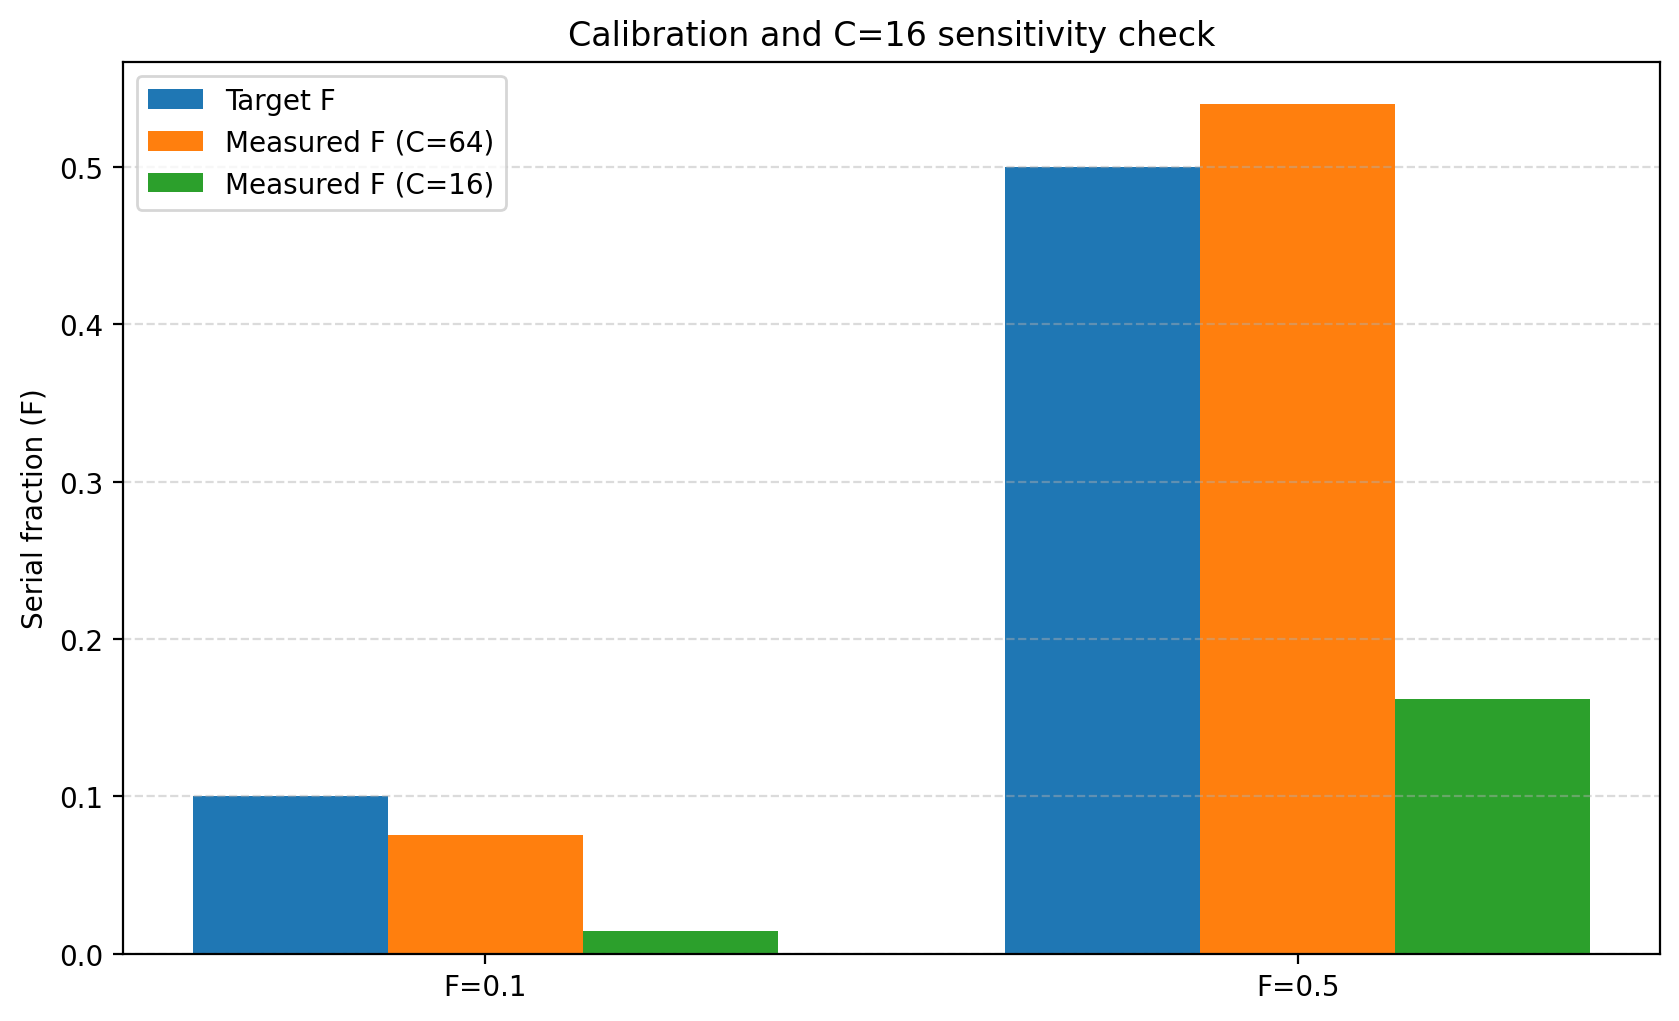 Calibration and C=16 sensitivity check
Target F
Measured F (C=64)
Measured F (C=16)
Serial fraction (F)
0.5
0.4
0.3
0.2
0.1
0.0
F=0.1
F=0.5